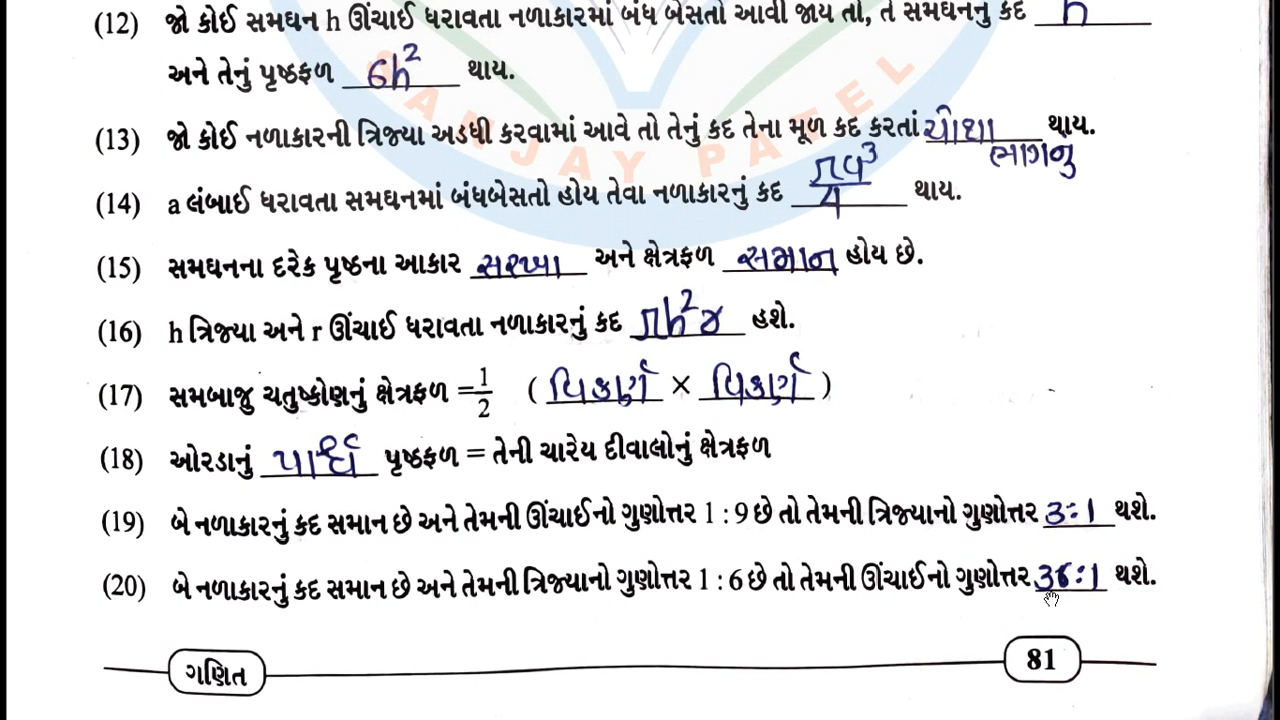 (12) જો કોઈ સમઘન h ઊંચાઈ ધરાવતા નળાકારમાં બંધ બેસતો આવી જાય તો, તે સમઘનનું કદ h
અને તેનું પૃષ્ઠફળ 6h² થાય.
(13) જો કોઈ નળાકારની ત્રિજ્યા અડધી કરવામાં આવે તો તેનું કદ તેના મૂળ કદ કરતાં ચોથા ભાગનું થાય.
(14) a લંબાઈ ધરાવતા સમઘનમાં બંધબેસતો હોય તેવા નળાકારનું કદ πa³/4 થાય.
(15) સમઘનના દરેક પૃષ્ઠના આકાર સરખા અને ક્ષેત્રફળ સમાન હોય છે.
(16) h ત્રિજ્યા અને r ઊંચાઈ ધરાવતા નળાકારનું કદ πh²r હશે.
(17) સમબાજુ ચતુષ્કોણનું ક્ષેત્રફળ = 1/2 (વિકર્ણ × વિકર્ણ)
(18) ઓરડાનું પાર્શ્વ પૃષ્ઠફળ = તેની ચારેય દીવાલોનું ક્ષેત્રફળ
(19) બે નળાકારનું કદ સમાન છે અને તેમની ઊંચાઈનો ગુણોત્તર 1 : 9 છે તો તેમની ત્રિજ્યાનો ગુણોત્તર 3:1 થશે.
(20) બે નળાકારનું કદ સમાન છે અને તેમની ત્રિજ્યાનો ગુણોત્તર 1 : 6 છે તો તેમની ઊંચાઈનો ગુણોત્તર 36:1 થશે.
ગણિત
81
SANJAY PATEL